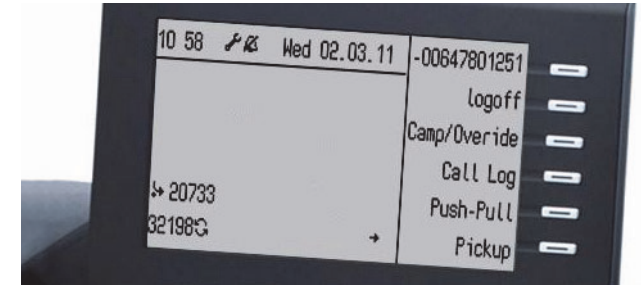 10 58 Wed 02.03.11
20733
32198
-00647801251
logoff
Camp/Overide
Call Log
Push-Pull
Pickup